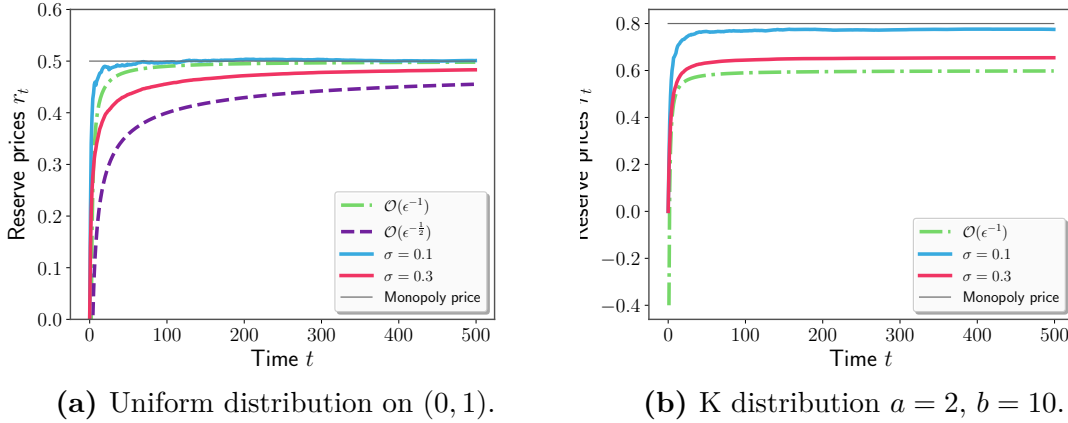 0.6
0.5
0.4
0.3
0.2
0.1
0.0
Reserve prices r_t
0 100 200 300 400 500
Time t
𝒪(ϵ^{-1})
𝒪(ϵ^{-1/2})
σ = 0.1
σ = 0.3
Monopoly price
(a) Uniform distribution on (0, 1).
0.8
0.6
0.4
0.2
0.0
−0.2
−0.4
Reserve prices r_t
0 100 200 300 400 500
Time t
𝒪(ϵ^{-1})
σ = 0.1
σ = 0.3
Monopoly price
(b) K distribution a = 2, b = 10.